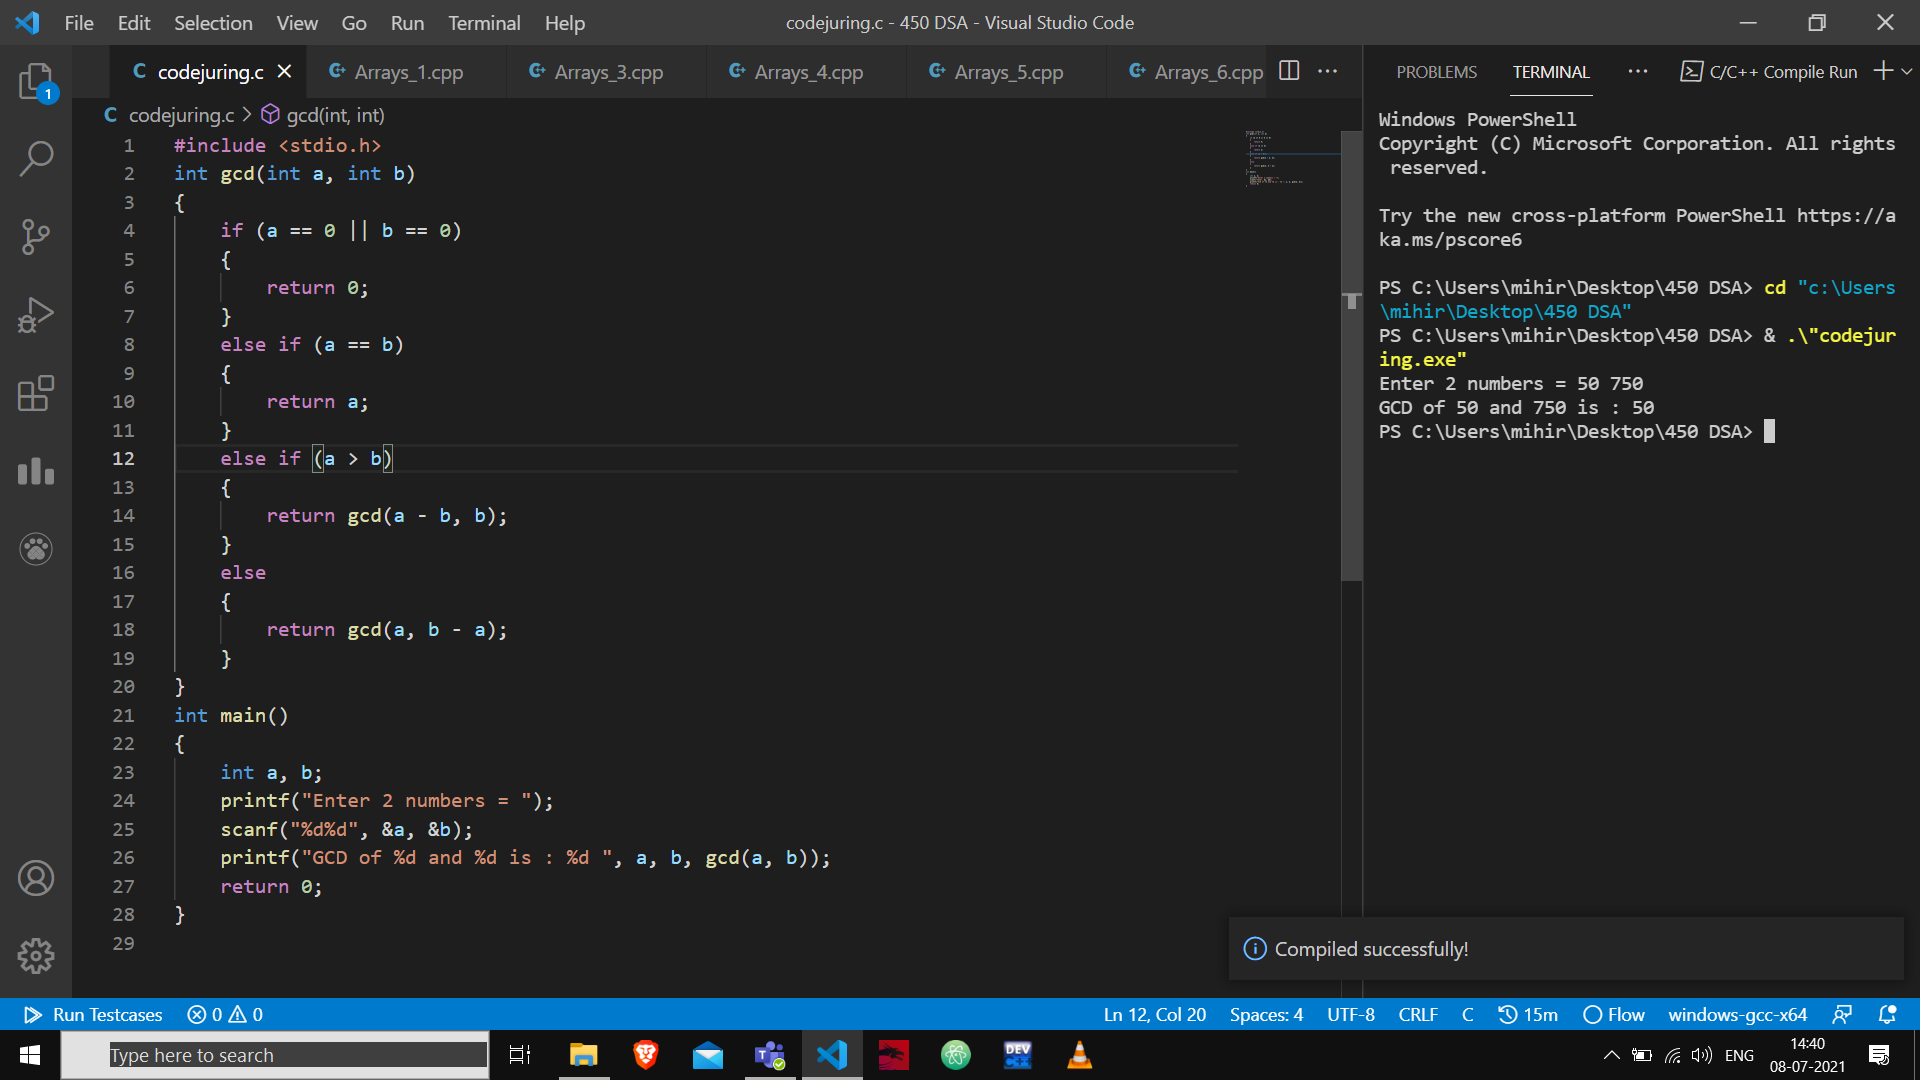 File Edit Selection View Go Run Terminal Help
codejuring.c - 450 DSA - Visual Studio Code
codejuring.c Arrays_1.cpp Arrays_3.cpp Arrays_4.cpp Arrays_5.cpp Arrays_6.cpp
codejuring.c > gcd(int, int)
1 #include <stdio.h>
2 int gcd(int a, int b)
3 {
4 if (a == 0 || b == 0)
5 {
6 return 0;
7 }
8 else if (a == b)
9 {
10 return a;
11 }
12 else if (a > b)
13 {
14 return gcd(a - b, b);
15 }
16 else
17 {
18 return gcd(a, b - a);
19 }
20 }
21 int main()
22 {
23 int a, b;
24 printf("Enter 2 numbers = ");
25 scanf("%d%d", &a, &b);
26 printf("GCD of %d and %d is : %d ", a, b, gcd(a, b));
27 return 0;
28 }
29
PROBLEMS TERMINAL ··· C/C++ Compile Run
Windows PowerShell
Copyright (C) Microsoft Corporation. All rights
reserved.
Try the new cross-platform PowerShell https://a
ka.ms/pscore6
PS C:\Users\mihir\Desktop\450 DSA> cd "c:\Users
\mihir\Desktop\450 DSA"
PS C:\Users\mihir\Desktop\450 DSA> & .\"codejur
ing.exe"
Enter 2 numbers = 50 750
GCD of 50 and 750 is : 50
PS C:\Users\mihir\Desktop\450 DSA>
Compiled successfully!
1
Run Testcases 0 0 Ln 12, Col 20 Spaces: 4 UTF-8 CRLF C 15m Flow windows-gcc-x64
Type here to search
DEV C++
ENG
14:40
08-07-2021